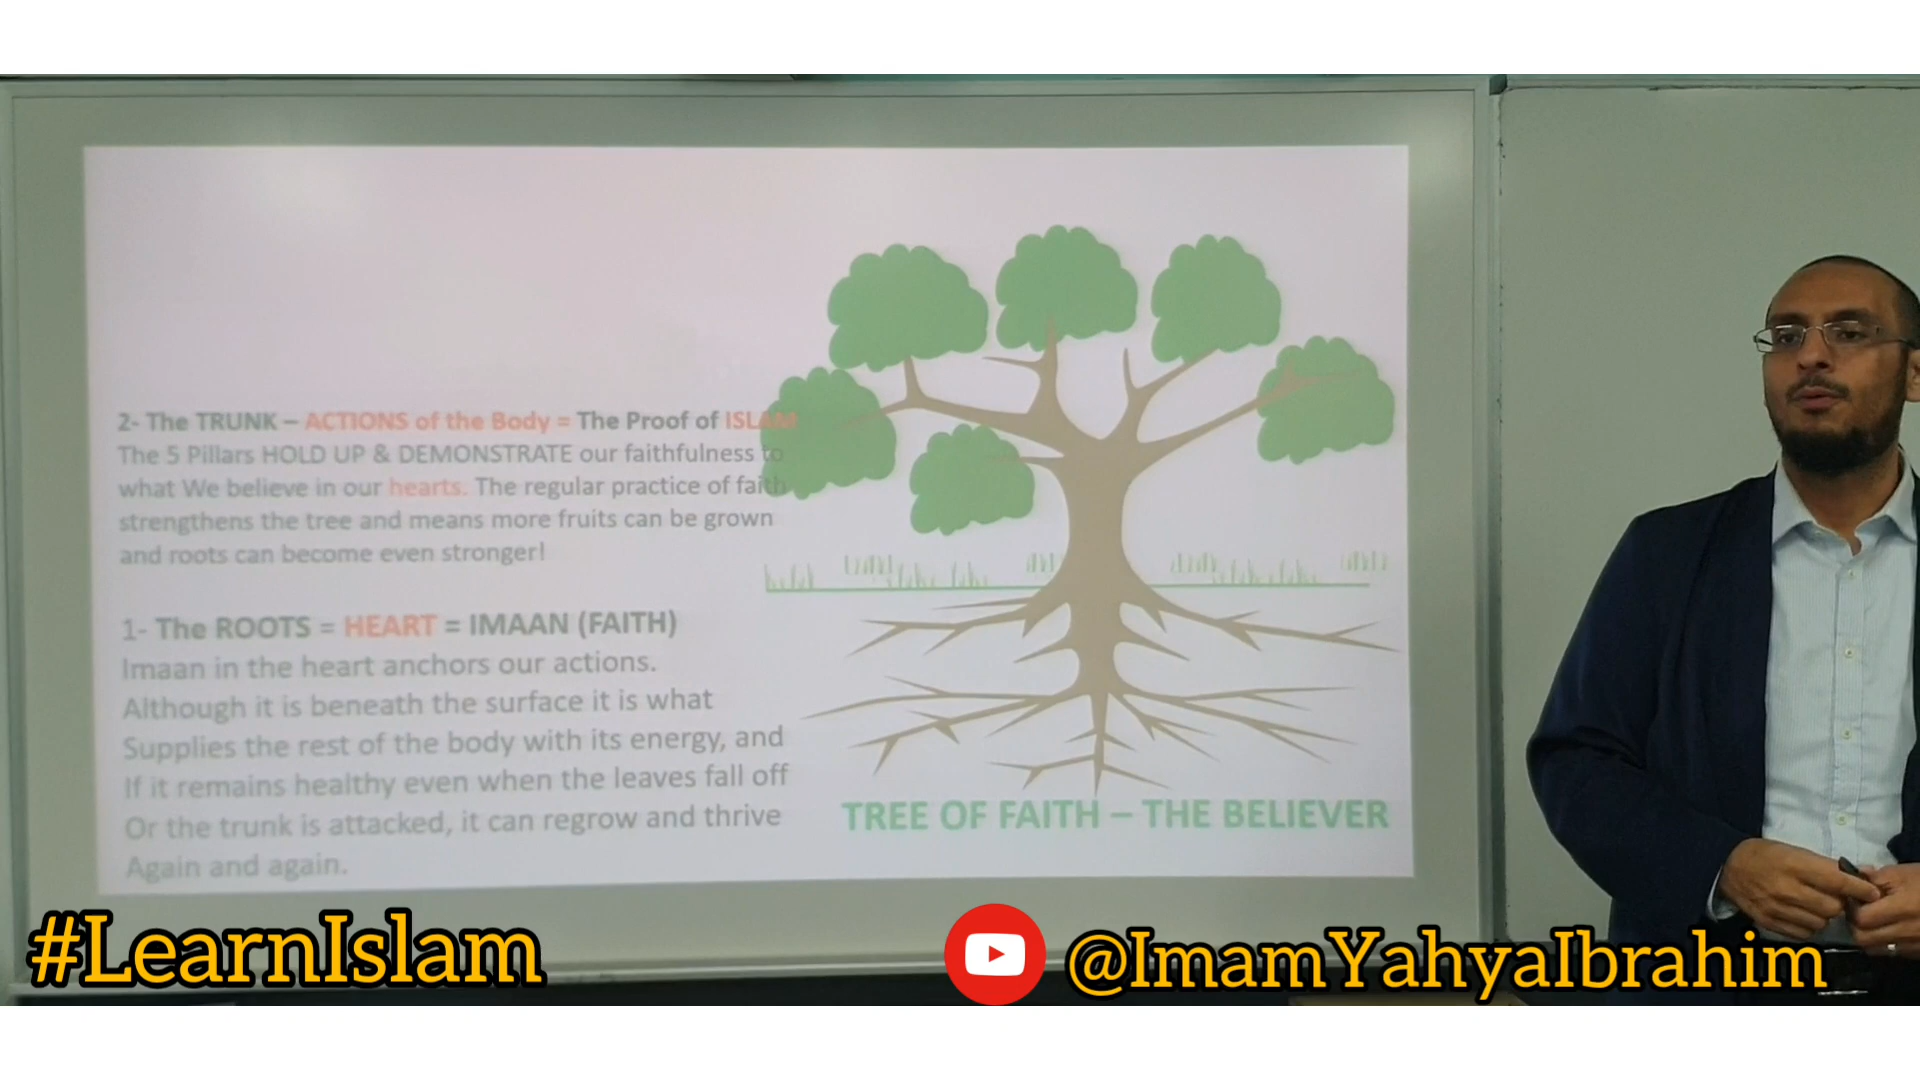 2- The TRUNK – ACTIONS of the Body = The Proof of ISLAM
The 5 Pillars HOLD UP & DEMONSTRATE our faithfulness to
what We believe in our hearts. The regular practice of faith
strengthens the tree and means more fruits can be grown
and roots can become even stronger!
1- The ROOTS = HEART = IMAAN (FAITH)
Imaan in the heart anchors our actions.
Although it is beneath the surface it is what
Supplies the rest of the body with its energy, and
If it remains healthy even when the leaves fall off
Or the trunk is attacked, it can regrow and thrive
Again and again.
TREE OF FAITH – THE BELIEVER
#LearnIslam
@ImamYahyaIbrahim